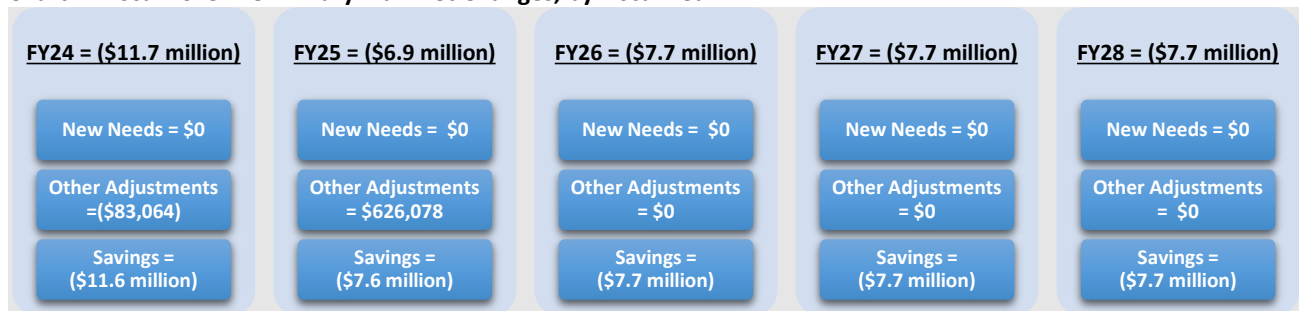 FY24 = ($11.7 million)
New Needs = $0
Other Adjustments
=($83,064)
Savings =
($11.6 million)
FY25 = ($6.9 million)
New Needs = $0
Other Adjustments
= $626,078
Savings =
($7.6 million)
FY26 = ($7.7 million)
New Needs = $0
Other Adjustments
= $0
Savings =
($7.7 million)
FY27 = ($7.7 million)
New Needs = $0
Other Adjustments
= $0
Savings =
($7.7 million)
FY28 = ($7.7 million)
New Needs = $0
Other Adjustments
= $0
Savings =
($7.7 million)